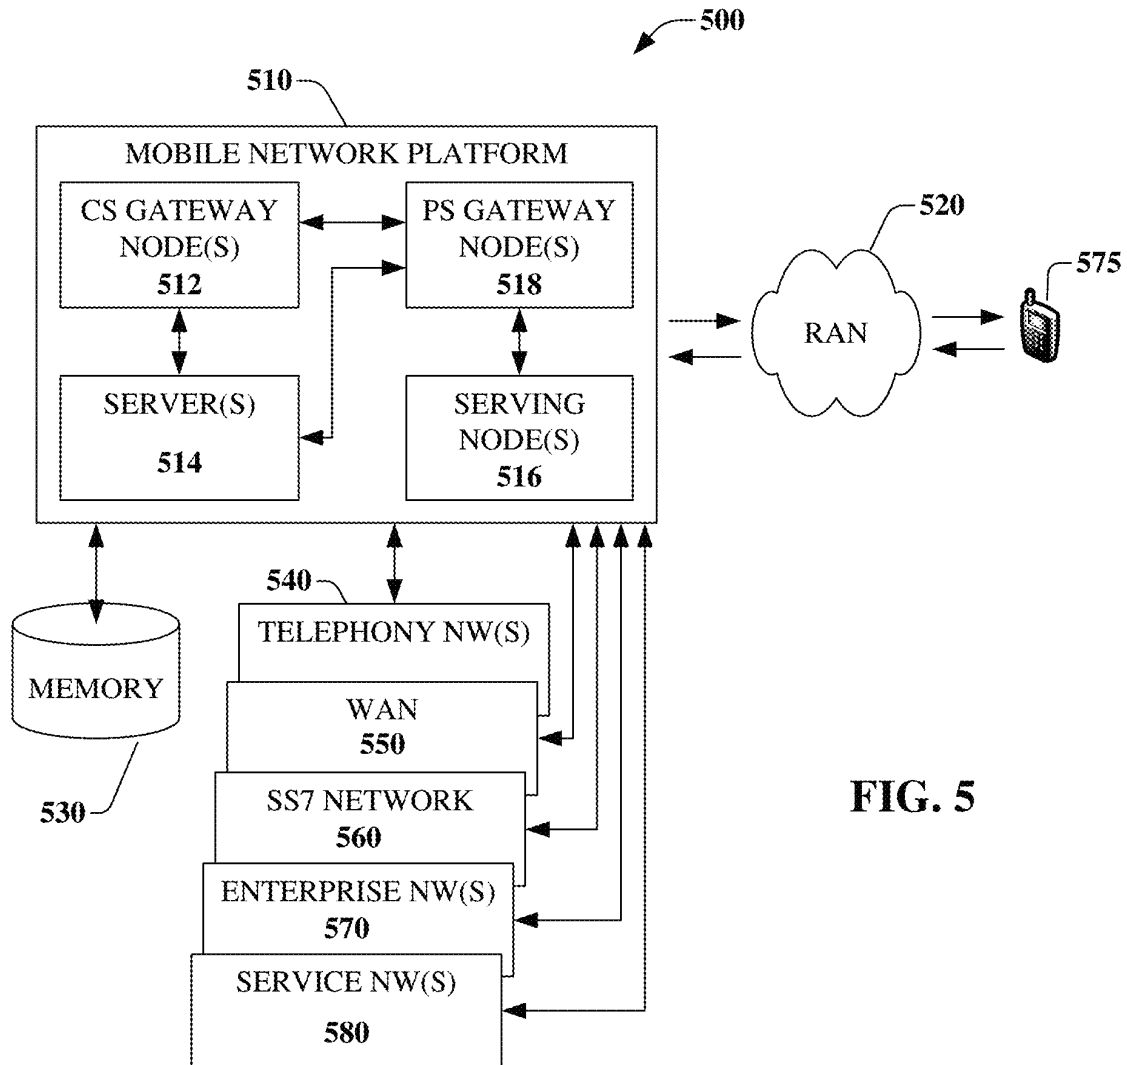 500
510
MOBILE NETWORK PLATFORM
CS GATEWAY
NODE(S)
512
PS GATEWAY
NODE(S)
518
SERVER(S)
514
SERVING
NODE(S)
516
520
RAN
575
540
TELEPHONY NW(S)
MEMORY
530
WAN
550
SS7 NETWORK
560
ENTERPRISE NW(S)
570
SERVICE NW(S)
580
FIG. 5